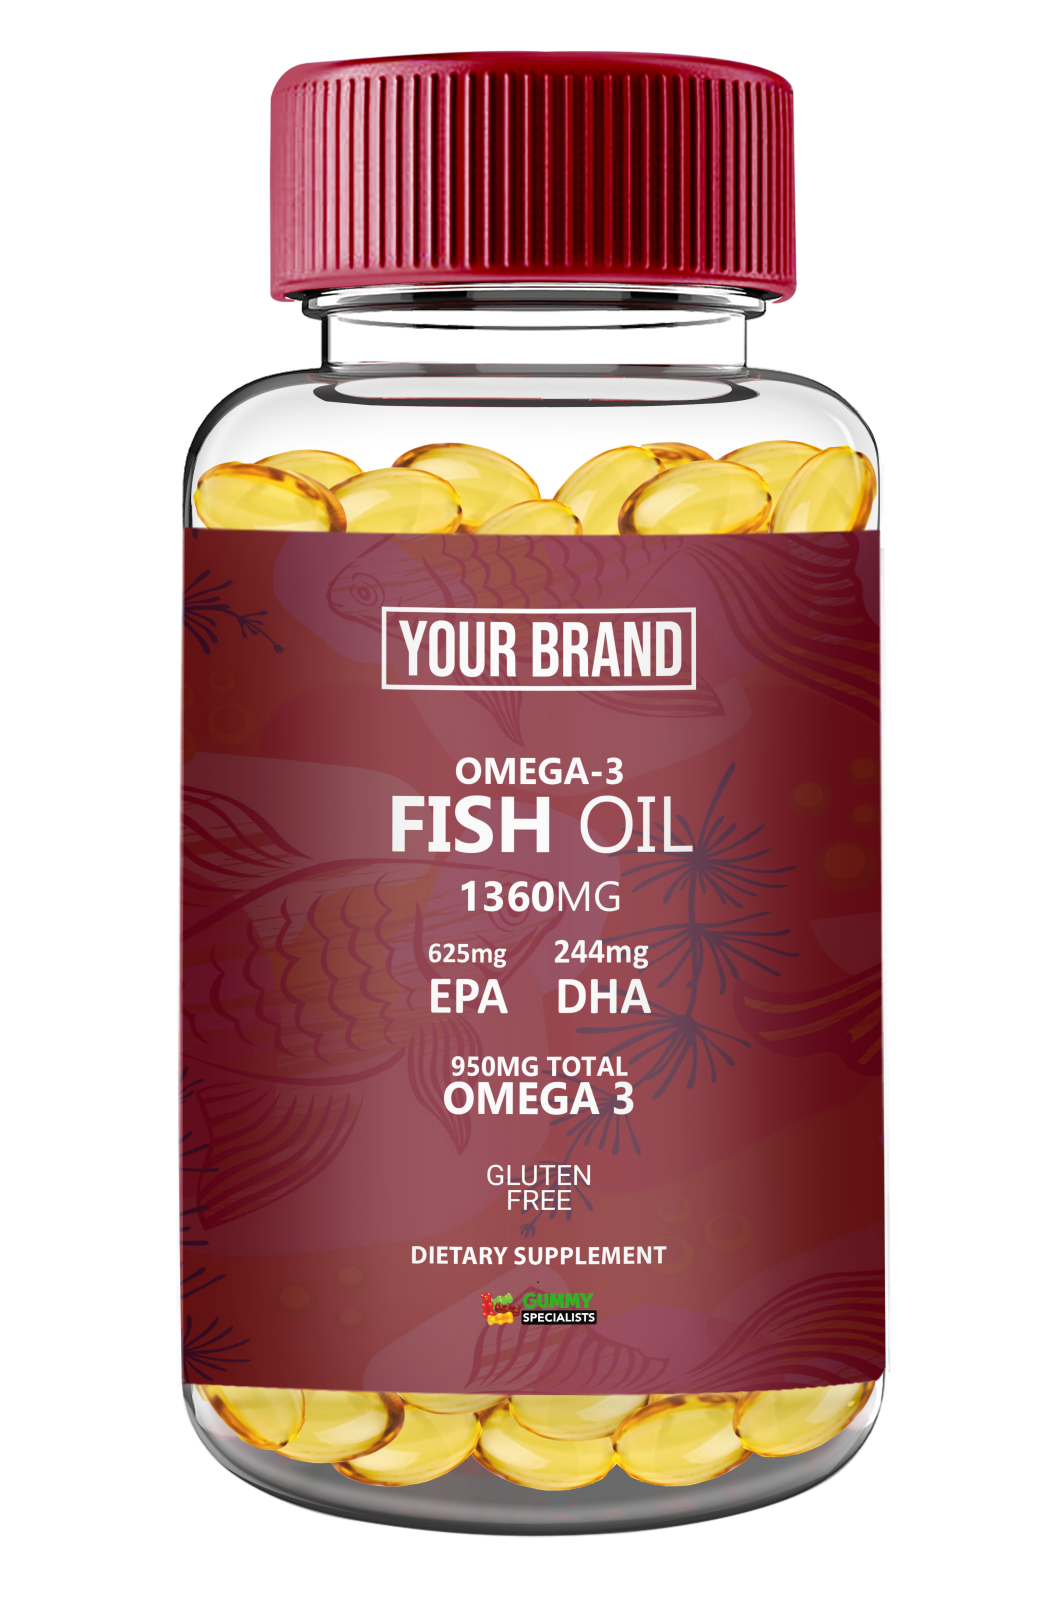 YOUR BRAND
OMEGA-3
FISH OIL
1360MG
625mg 244mg
EPA DHA
950MG TOTAL
OMEGA 3
GLUTEN
FREE
DIETARY SUPPLEMENT
GUMMY
SPECIALISTS